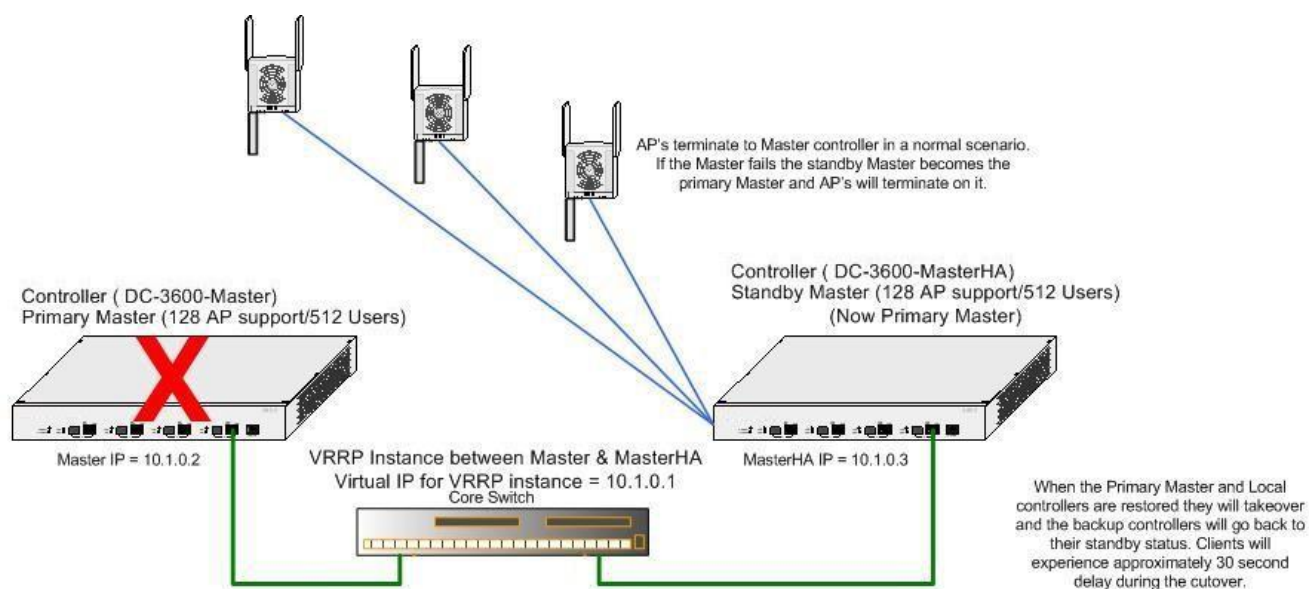 AP's terminate to Master controller in a normal scenario.
If the Master fails the standby Master becomes the
primary Master and AP's will terminate on it.
Controller ( DC-3600-Master)
Primary Master (128 AP support/512 Users)
Controller ( DC-3600-MasterHA)
Standby Master (128 AP support/512 Users)
(Now Primary Master)
Master IP = 10.1.0.2
VRRP Instance between Master & MasterHA
Virtual IP for VRRP instance = 10.1.0.1
Core Switch
MasterHA IP = 10.1.0.3
When the Primary Master and Local
controllers are restored they will takeover
and the backup controllers will go back to
their standby status. Clients will
experience approximately 30 second
delay during the cutover.